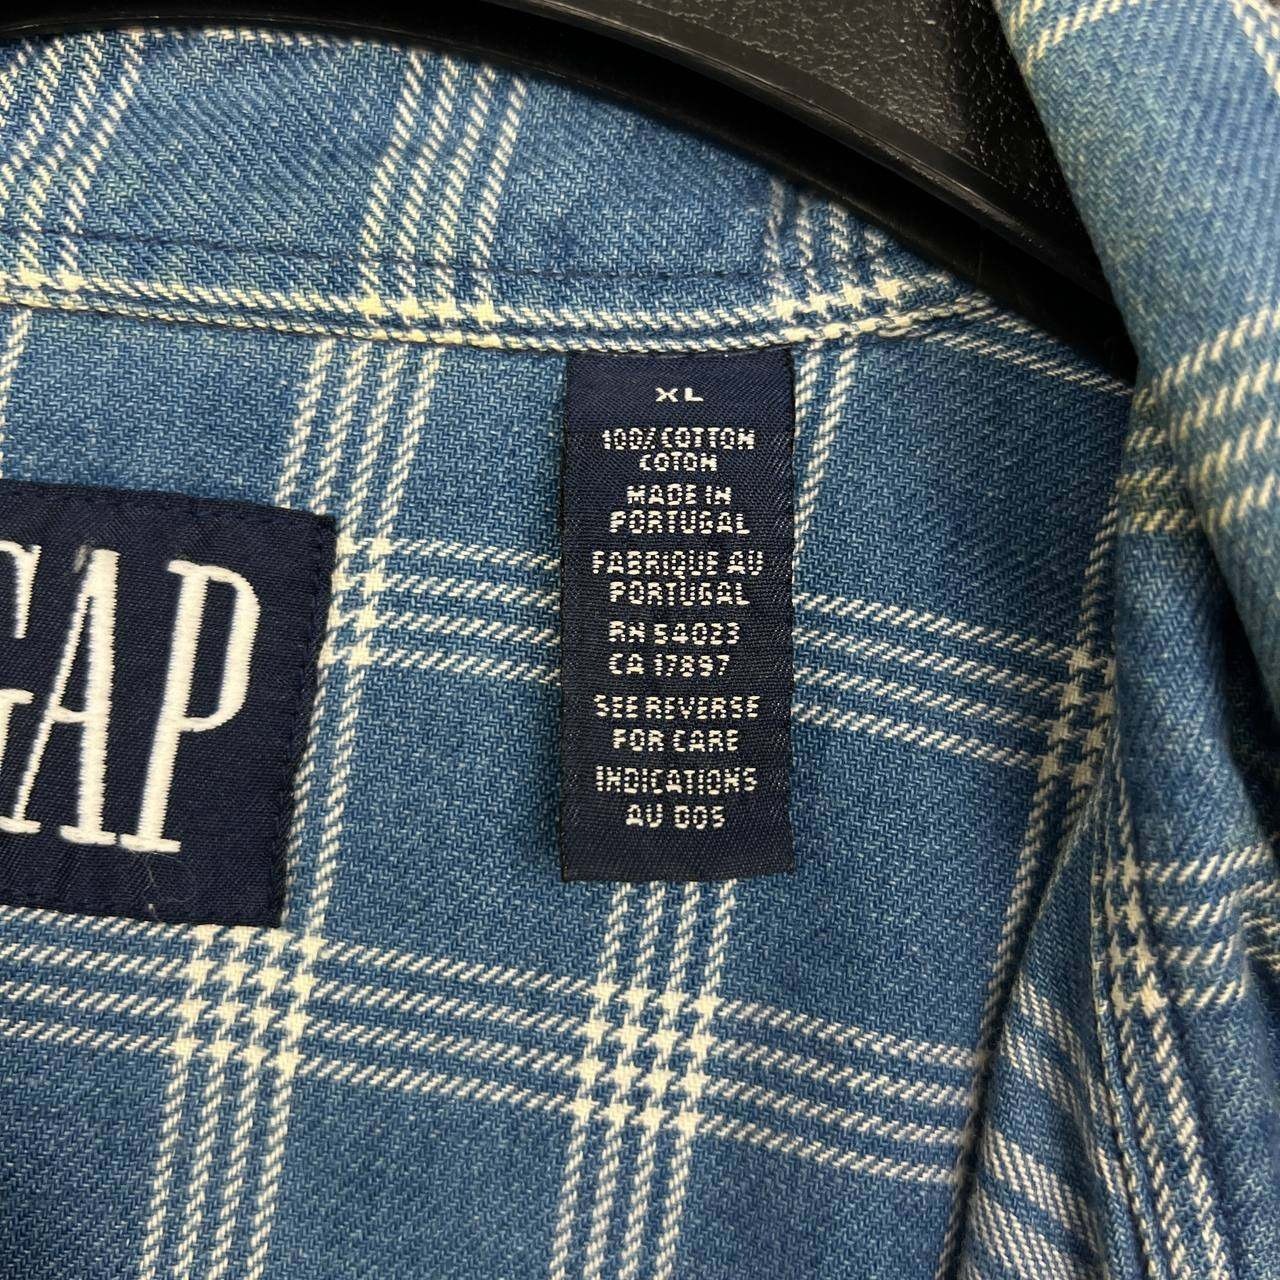 GAP
XL
100% COTTON
COTON
MADE IN
PORTUGAL
FABRIQUE AU
PORTUGAL
RN 54023
CA 17897
SEE REVERSE
FOR CARE
INDICATIONS
AU DOS